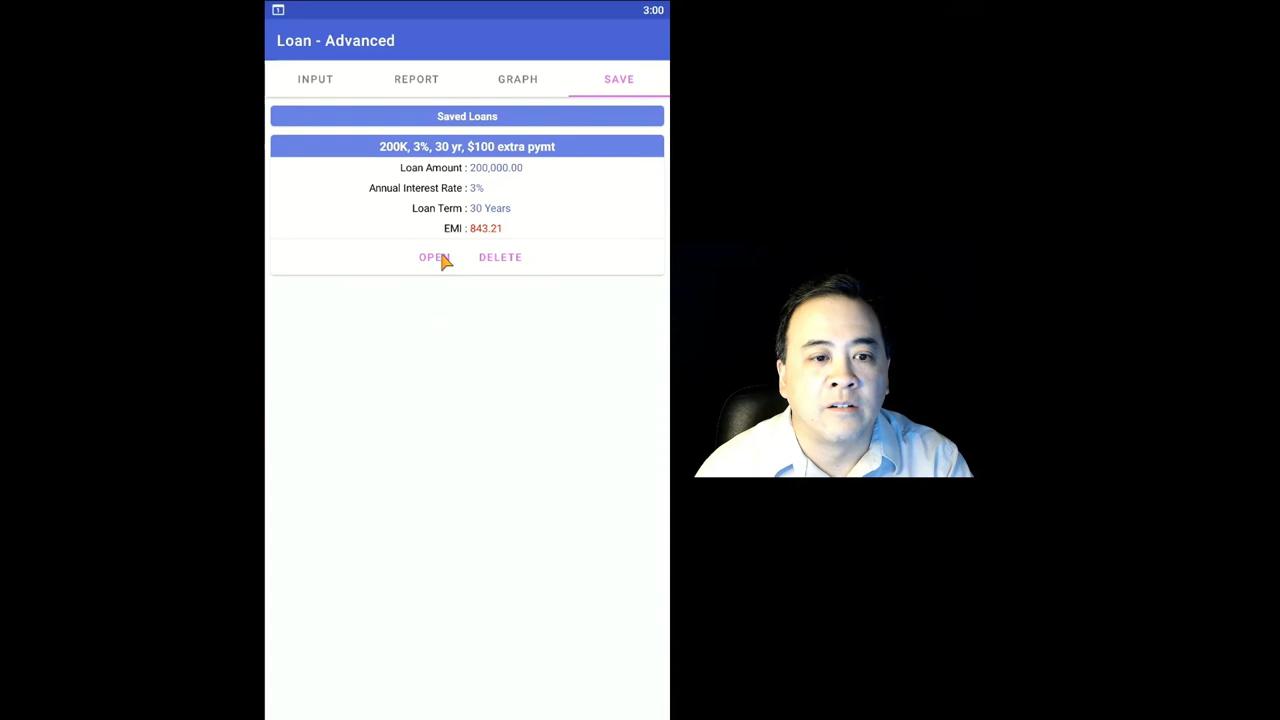 3:00
Loan - Advanced
INPUT REPORT GRAPH SAVE
Saved Loans
200K, 3%, 30 yr, $100 extra pymt
Loan Amount : 200,000.00
Annual Interest Rate : 3%
Loan Term : 30 Years
EMI : 843.21
OPEN DELETE